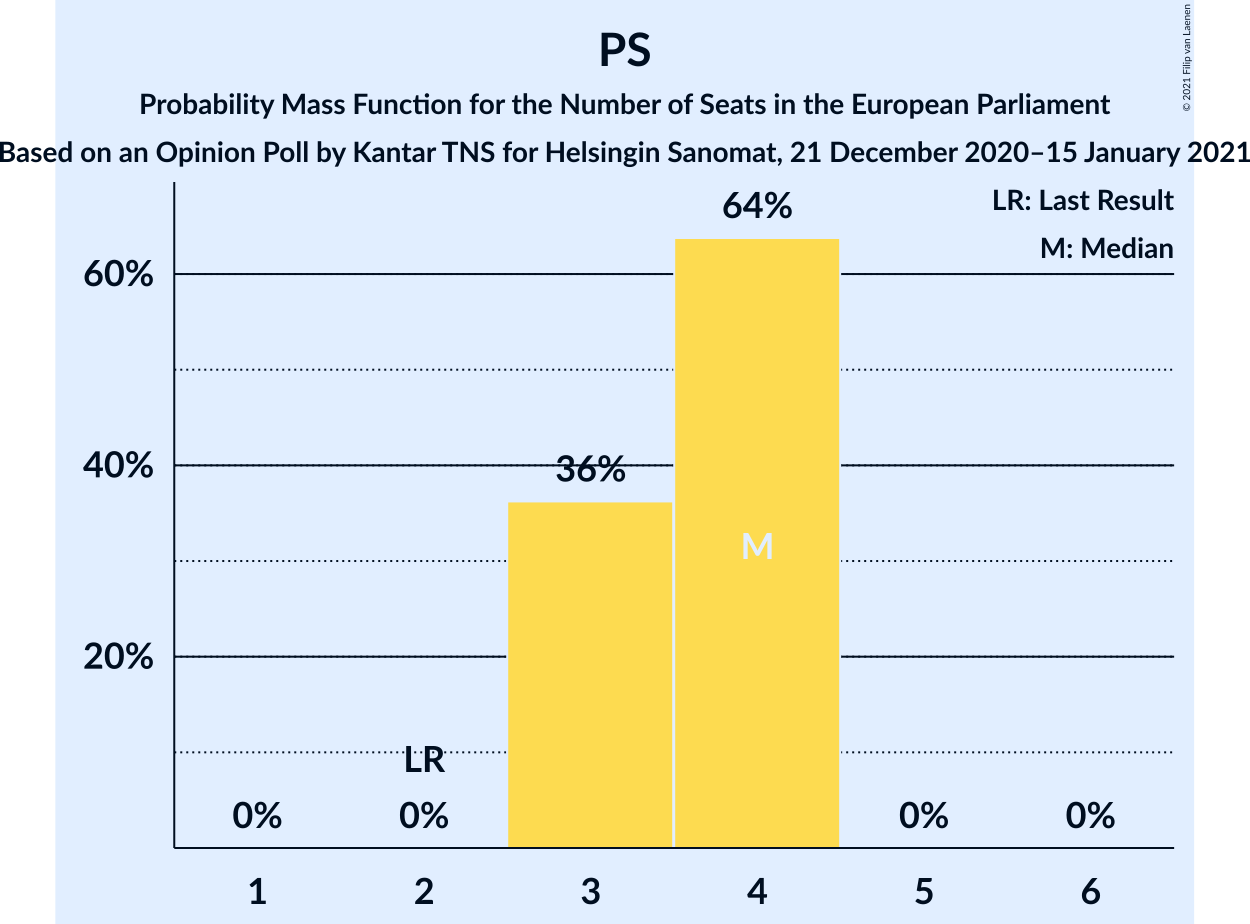 PS
Probability Mass Function for the Number of Seats in the European Parliament
Based on an Opinion Poll by Kantar TNS for Helsingin Sanomat, 21 December 2020–15 January 2021
© 2021 Filip van Laenen
LR: Last Result
M: Median
64%
60%
40%
36%
M
20%
LR
0% 0% 0% 0%
1 2 3 4 5 6